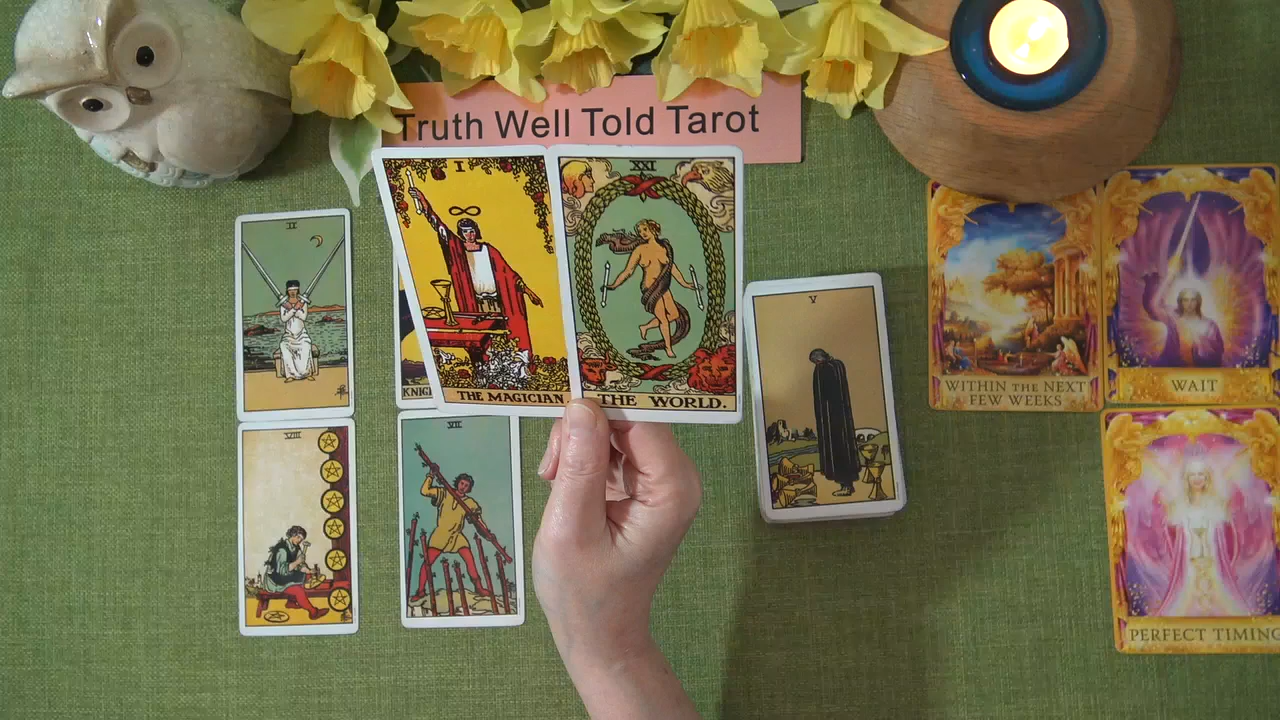 Truth Well Told Tarot
I
THE MAGICIAN
XXI
THE WORLD.
II
VIII
KNIG
VII
V
WITHIN THE NEXT
FEW WEEKS
WAIT
PERFECT TIMING